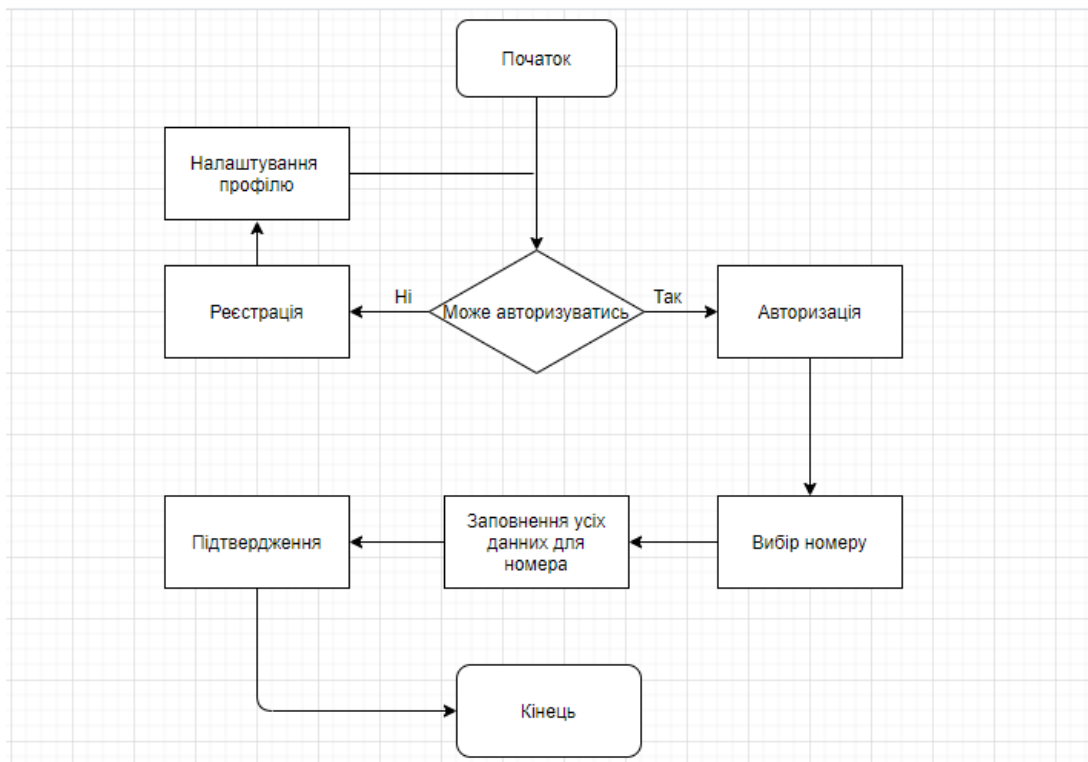 Початок
Налаштування
профілю
Реєстрація
Ні
Може авторизуватись
Так
Авторизація
Підтвердження
Заповнення усіх
данних для
номера
Вибір номеру
Кінець